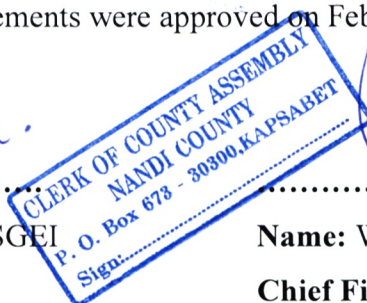 ements were approved on Feb
CLERK OF COUNTY ASSEMBLY
NANDI COUNTY
P. O. Box 673 - 30300, KAPSABET
Sign:
SGEI
Name:
Chief Fi